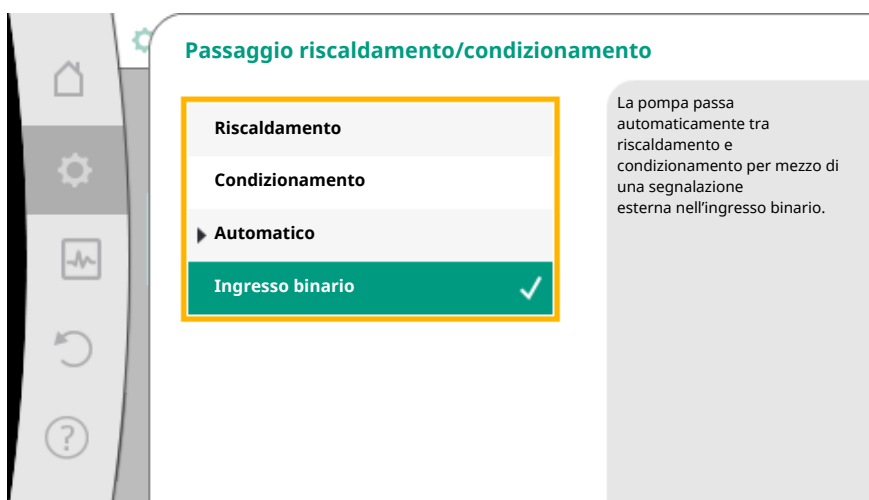 Passaggio riscaldamento/condizionamento
Riscaldamento
Condizionamento
Automatico
Ingresso binario
La pompa passa
automaticamente tra
riscaldamento e
condizionamento per mezzo di
una segnalazione
esterna nell'ingresso binario.
?